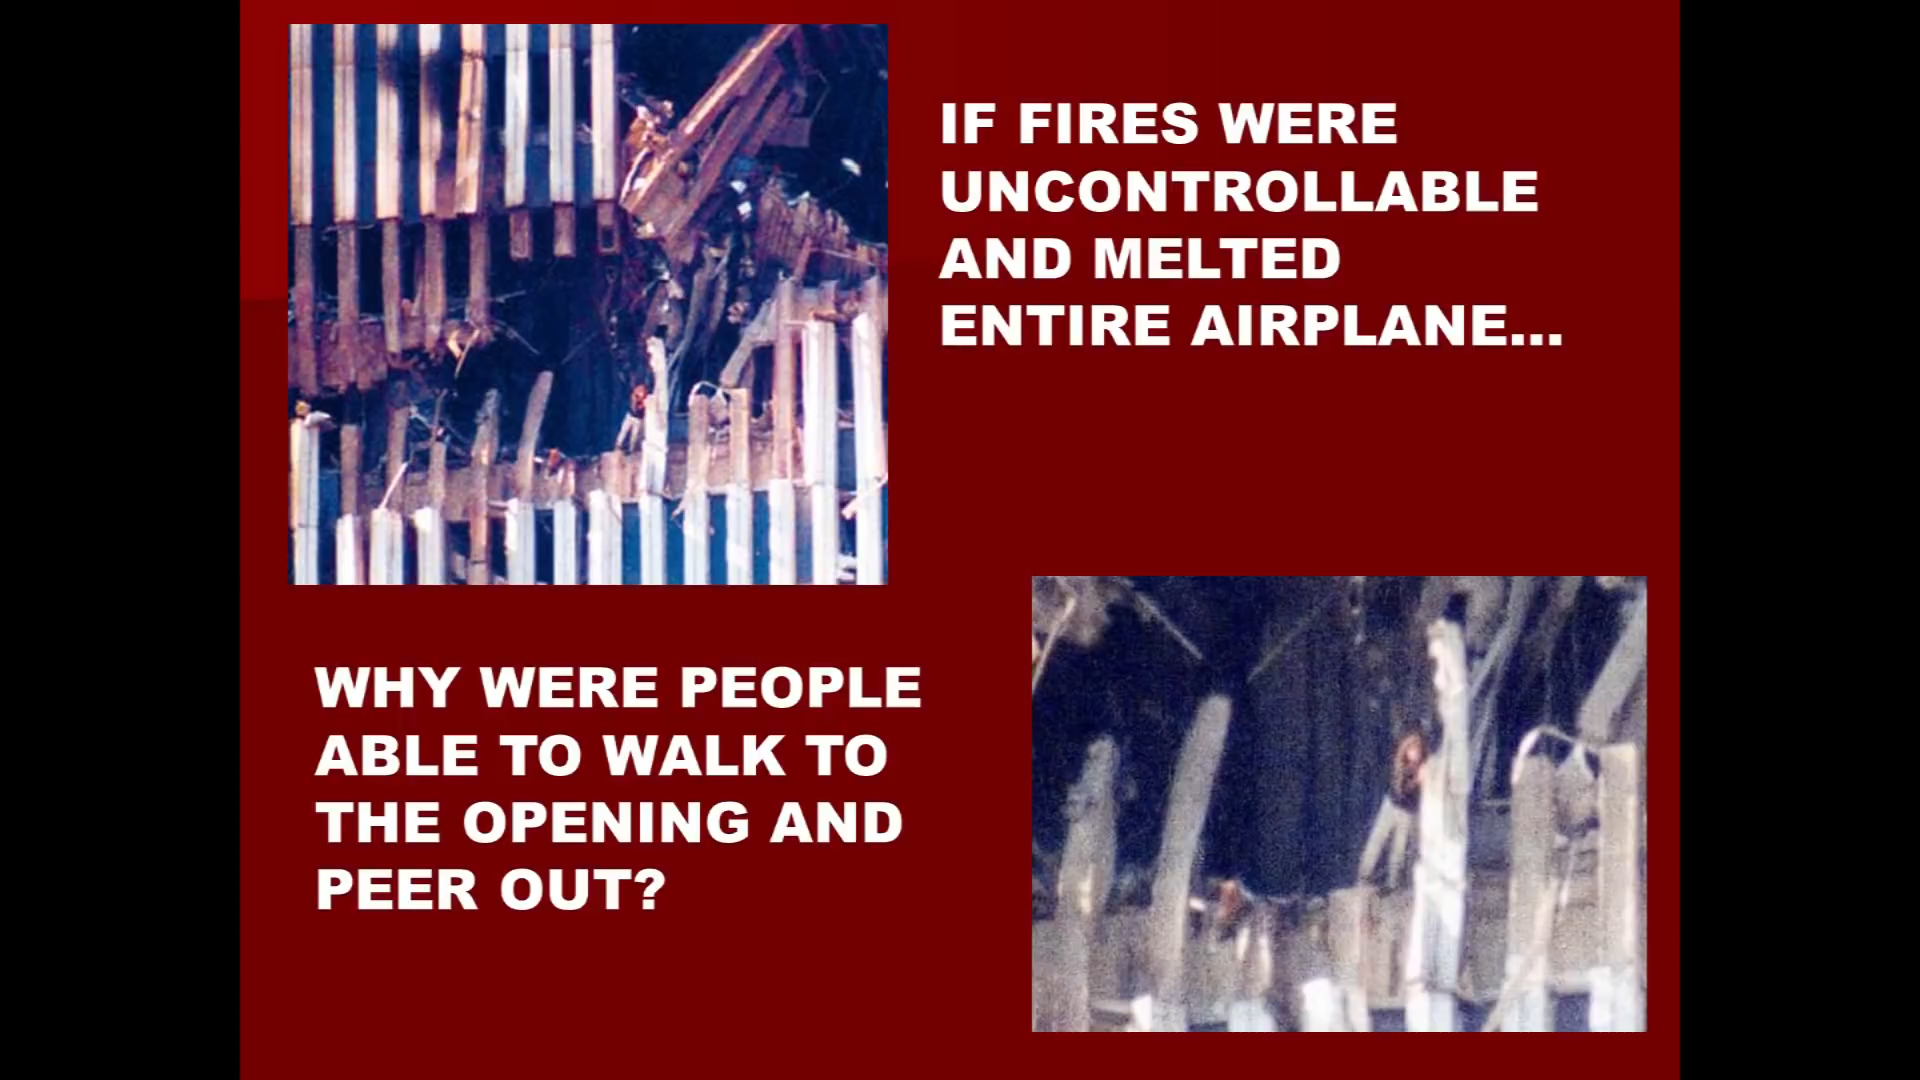 IF FIRES WERE
UNCONTROLLABLE
AND MELTED
ENTIRE AIRPLANE...
WHY WERE PEOPLE
ABLE TO WALK TO
THE OPENING AND
PEER OUT?